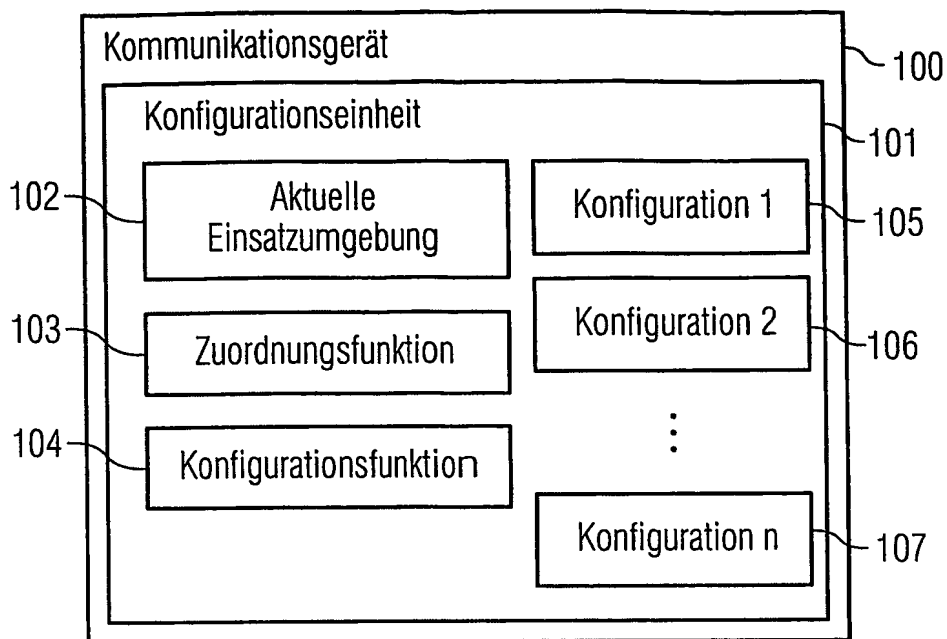 Kommunikationsgerät
100
Konfigurationseinheit
101
102
Aktuelle
Einsatzumgebung
Konfiguration 1
105
103
Zuordnungsfunktion
Konfiguration 2
106
104
Konfigurationsfunktion
Konfiguration n
107